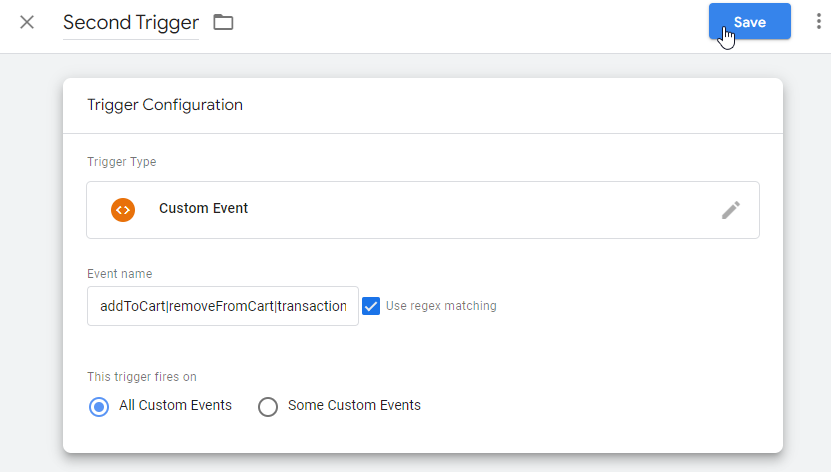 Second Trigger
Save
Trigger Configuration
Trigger Type
Custom Event
Event name
addToCart|removeFromCart|transaction
Use regex matching
This trigger fires on
All Custom Events
Some Custom Events